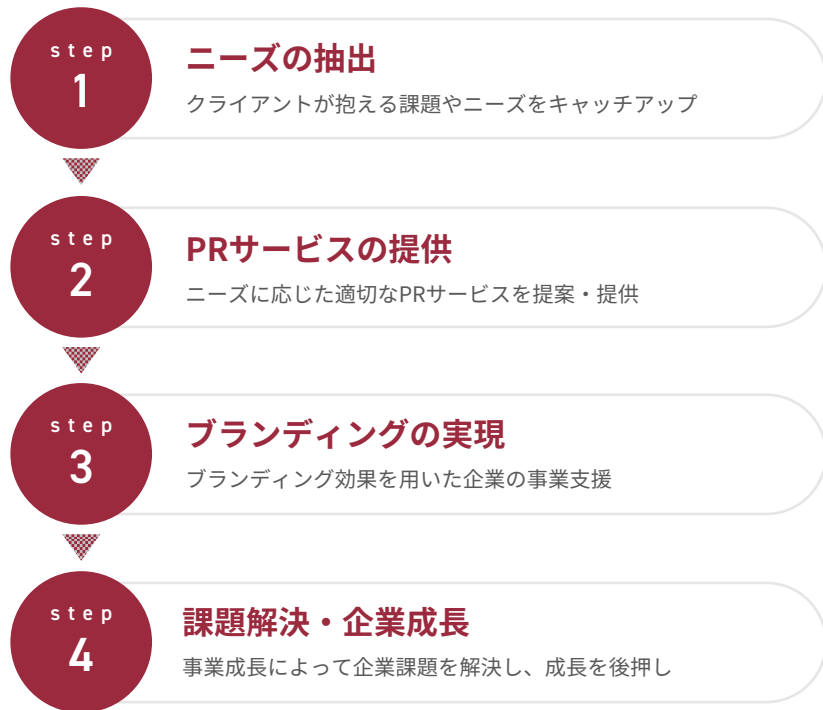 step
1
ニーズの抽出
クライアントが抱える課題やニーズをキャッチアップ
step
2
PRサービスの提供
ニーズに応じた適切なPRサービスを提案・提供
step
3
ブランディングの実現
ブランディング効果を用いた企業の事業支援
step
4
課題解決・企業成長
事業成長によって企業課題を解決し、成長を後押し